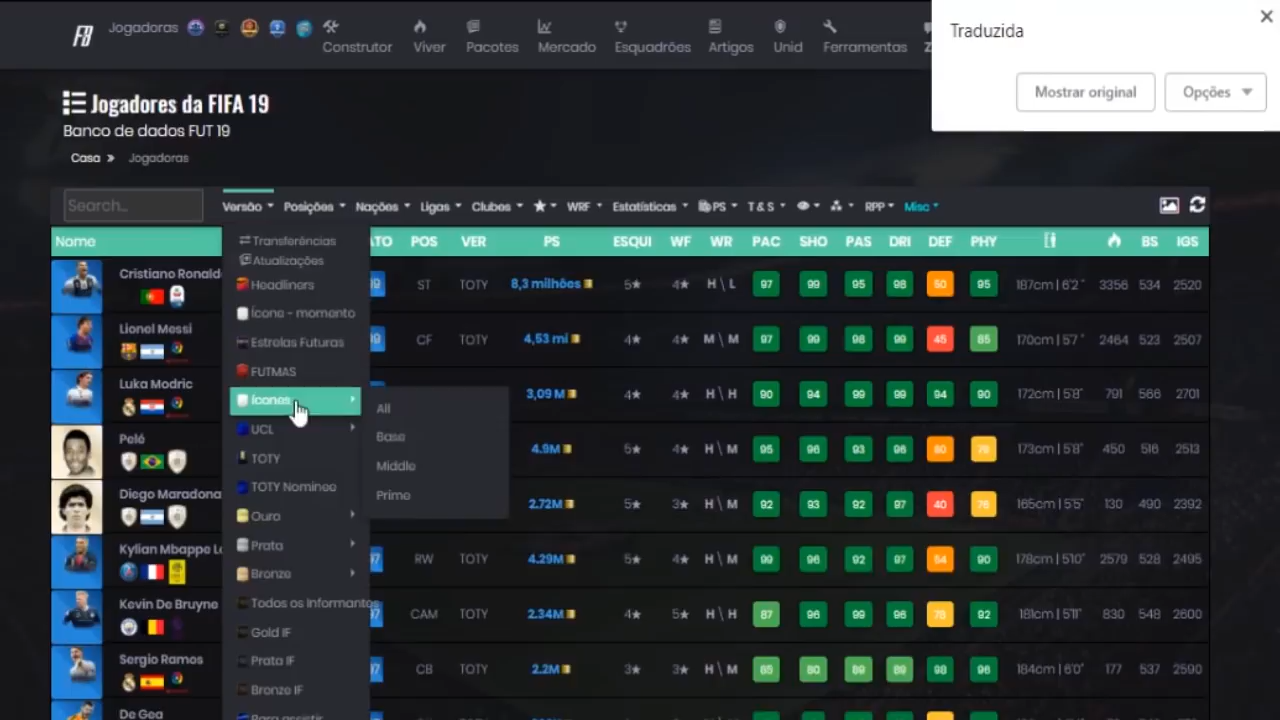 Jogadoras
Construtor
Viver
Pacotes
Mercado
Esquadrões
Artigos
Unid
Ferramentas
Traduzida
Mostrar original
Opções
Jogadores da FIFA 19
Banco de dados FUT 19
Casa » Jogadoras
Search...
Versão Posições Nações Ligas Clubes ★ WRF Estatísticas PS T & S RPP Misc
Name ATO POS VER PS ESQUI WF WR PAC SHO PAS DRI DEF PHY BS IGS
Cristiano Ronald ST TOTY 8,3 milhões 5★ 4★ H \ L 97 99 95 98 50 95 187cm | 6'2" 3356 534 2520
Lionel Messi CF TOTY 4,53 mi 4★ 4★ M \ M 97 99 98 99 45 85 170cm | 5'7" 2464 523 2507
Luka Modric 3,09 M 4★ 4★ H \ H 90 94 99 99 94 90 172cm | 5'8" 791 566 2701
Pelé 4.9M 5★ 4★ H \ M 95 96 93 96 60 173cm | 5'8" 450 516 2513
Diego Maradona 2.72M 5★ 3★ H \ M 92 93 92 97 40 76 165cm | 5'5" 130 490 2392
Kylian Mbappe L 97 RW TOTY 4.29M 5★ 4★ H \ M 99 96 92 97 54 90 178cm | 5'10" 2579 528 2495
Kevin De Bruyne CAM TOTY 2.34M 4★ 5★ H \ H 87 96 99 96 78 92 181cm | 5'11" 830 548 2600
Sergio Ramos 97 CB TOTY 2.2M 3★ 3★ H \ M 85 80 89 89 98 96 184cm | 6'0" 177 537 2590
De Gea
Transferências
Atualizações
Headliners
Ícone - momento
Estrelas Futuras
FUTMAS
Ícones
UCL
TOTY
TOTY Nominee
Ouro
Prata
Bronze
Todos os Informantes
Gold IF
Prata IF
Bronze IF
Para assistir
All
Base
Middle
Prime